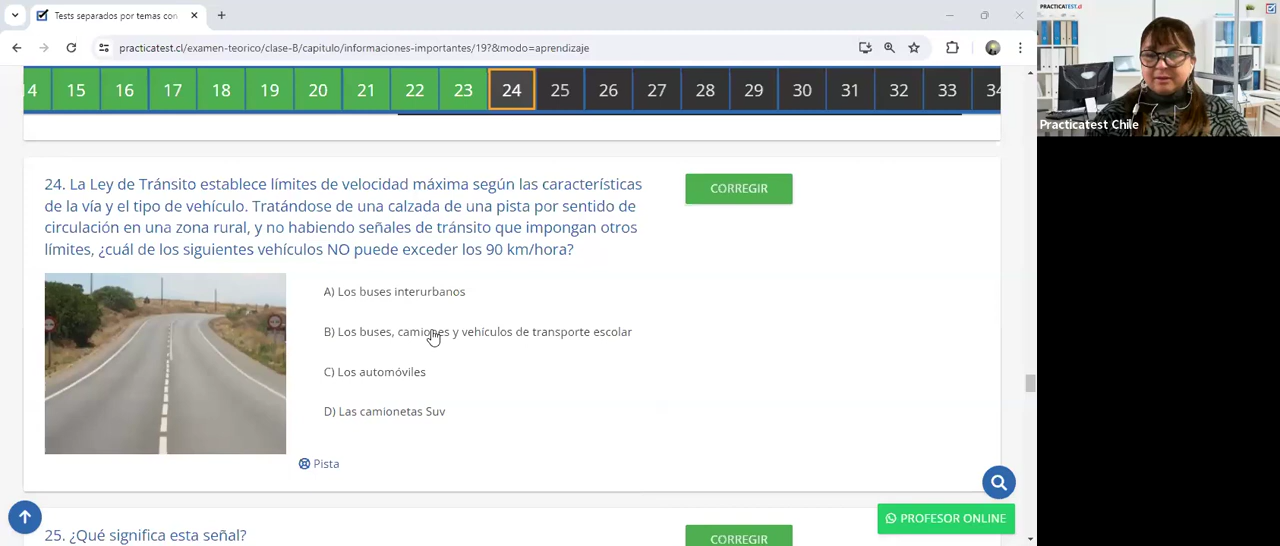 Tests separados por temas con
practicatest.cl/examen-teorico/clase-B/capitulo/informaciones-importantes/19?&modo=aprendizaje
14 15 16 17 18 19 20 21 22 23 24 25 26 27 28 29 30 31 32 33 34
PRACTICATEST.cl
Practicatest Chile
24. La Ley de Tránsito establece límites de velocidad máxima según las características
de la vía y el tipo de vehículo. Tratándose de una calzada de una pista por sentido de
circulación en una zona rural, y no habiendo señales de tránsito que impongan otros
límites, ¿cuál de los siguientes vehículos NO puede exceder los 90 km/hora?
CORREGIR
A) Los buses interurbanos
B) Los buses, camiones y vehículos de transporte escolar
C) Los automóviles
D) Las camionetas Suv
Pista
PROFESOR ONLINE
25. ¿Qué significa esta señal?
CORREGIR